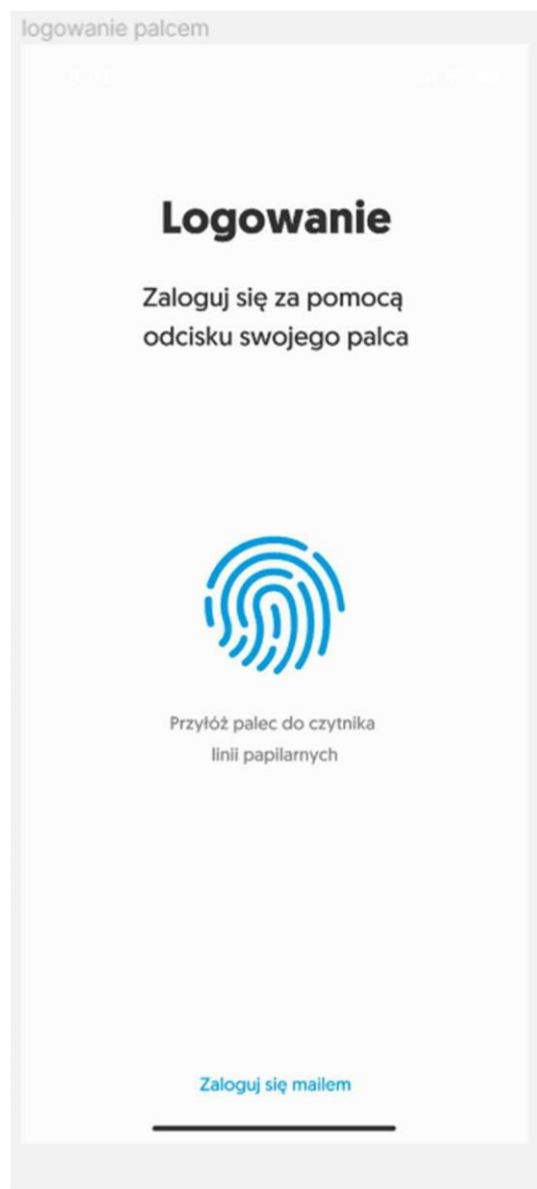 logowanie palcem
Logowanie
Zaloguj się za pomocą
odcisku swojego palca
Przyłóż palec do czytnika
linii papilarnych
Zaloguj się mailem